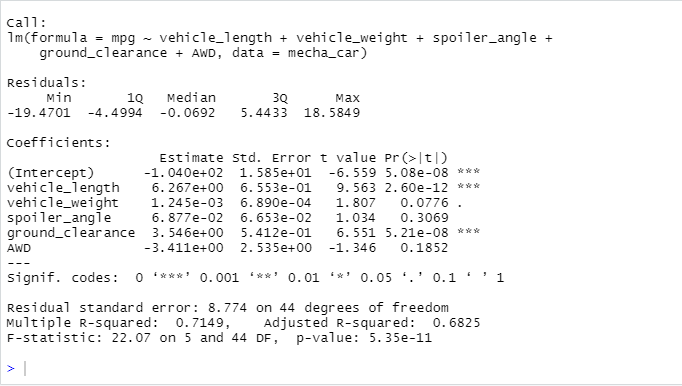 Call:
lm(formula = mpg ~ vehicle_length + vehicle_weight + spoiler_angle +
    ground_clearance + AWD, data = mecha_car)
Residuals:
     Min       1Q   Median       3Q      Max
-19.4701  -4.4994  -0.0692   5.4433  18.5849
Coefficients:
                   Estimate Std. Error t value Pr(>|t|)
(Intercept)      -1.040e+02  1.585e+01  -6.559 5.08e-08 ***
vehicle_length    6.267e+00  6.553e-01   9.563 2.60e-12 ***
vehicle_weight    1.245e-03  6.890e-04   1.807   0.0776 .
spoiler_angle     6.877e-02  6.653e-02   1.034   0.3069
ground_clearance  3.546e+00  5.412e-01   6.551 5.21e-08 ***
AWD              -3.411e+00  2.535e+00  -1.346   0.1852
---
Signif. codes:  0 ‘***’ 0.001 ‘**’ 0.01 ‘*’ 0.05 ‘.’ 0.1 ‘ ’ 1
Residual standard error: 8.774 on 44 degrees of freedom
Multiple R-squared:  0.7149,    Adjusted R-squared:  0.6825
F-statistic: 22.07 on 5 and 44 DF,  p-value: 5.35e-11
>